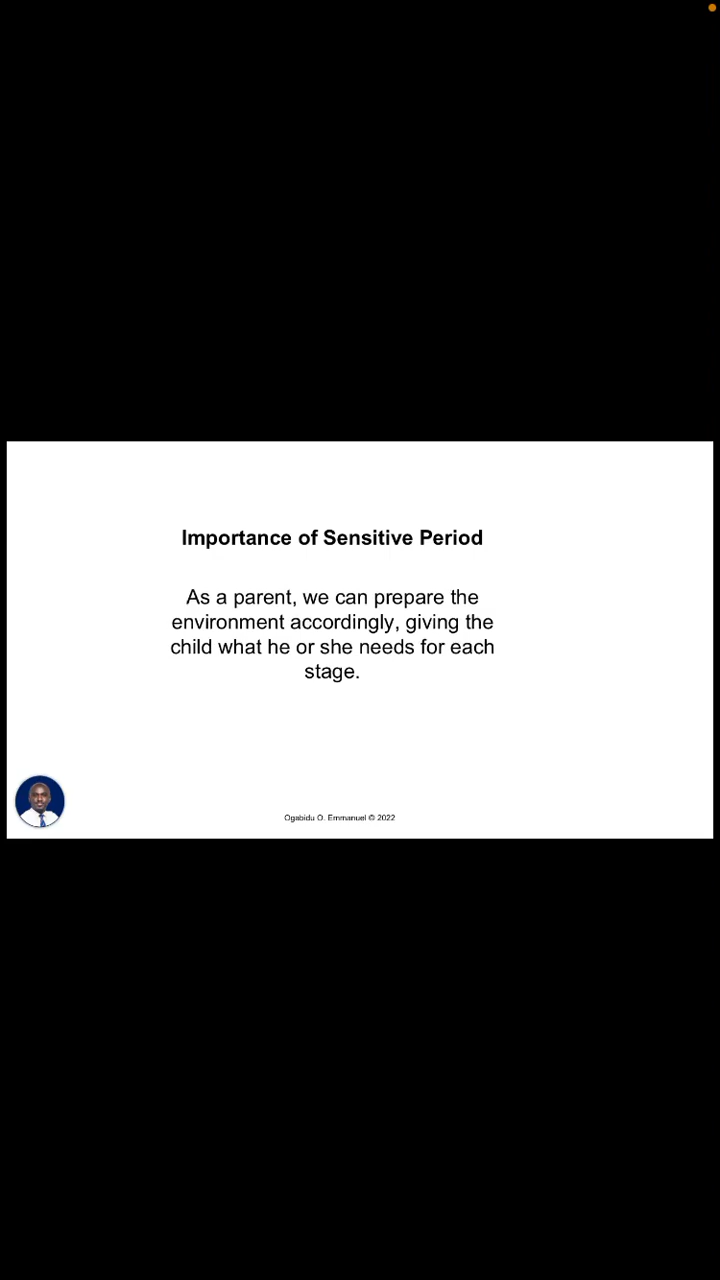 Importance of Sensitive Period
As a parent, we can prepare the
environment accordingly, giving the
child what he or she needs for each
stage.
Ogabidu O. Emmanuel © 2022